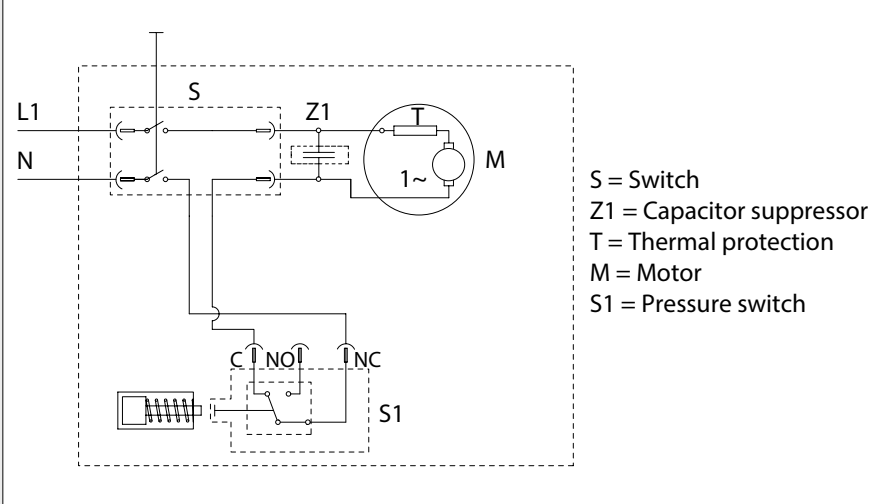 S
L1
Z1
T
N
1~
M
S = Switch
Z1 = Capacitor suppressor
T = Thermal protection
M = Motor
S1 = Pressure switch
C NO NC
S1